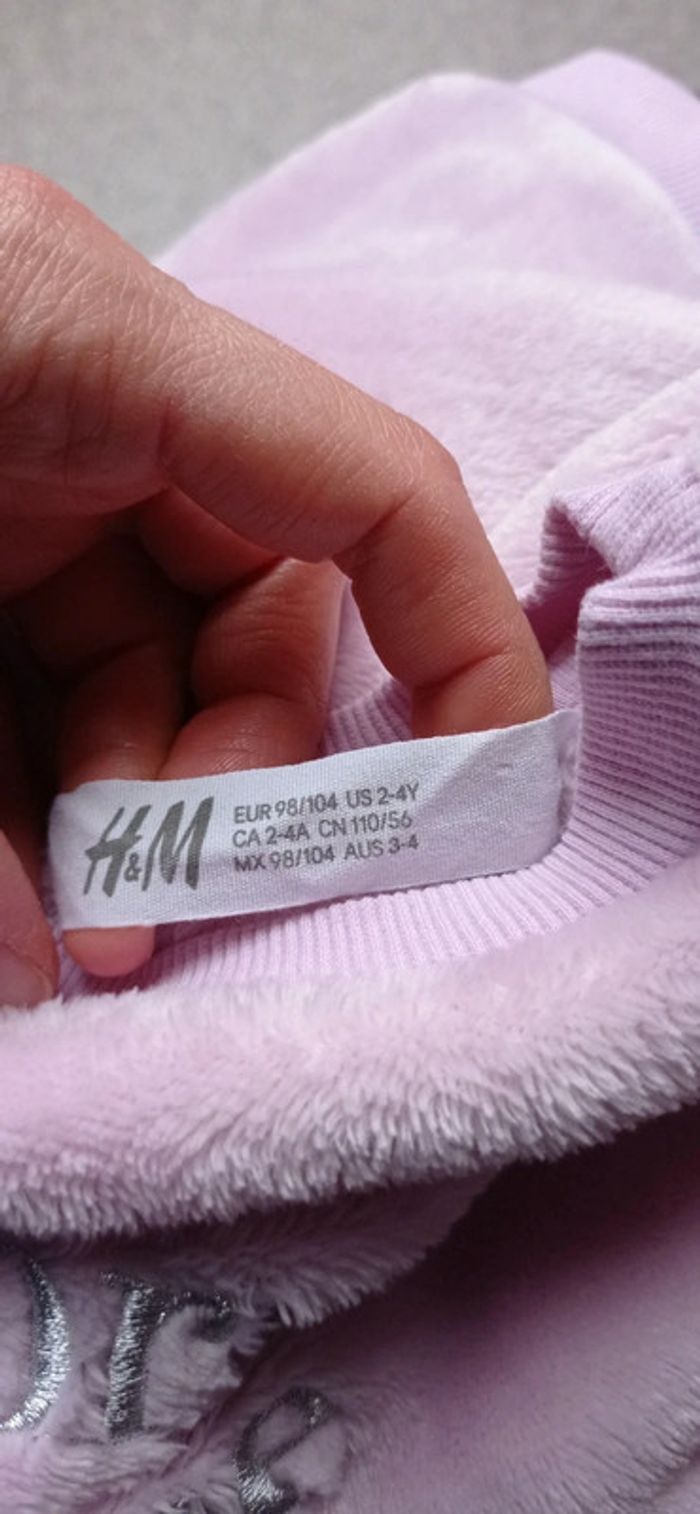 H&M
EUR 98/104 US 2-4Y
CA 2-4A CN 110/56
MX 98/104 AUS 3-4